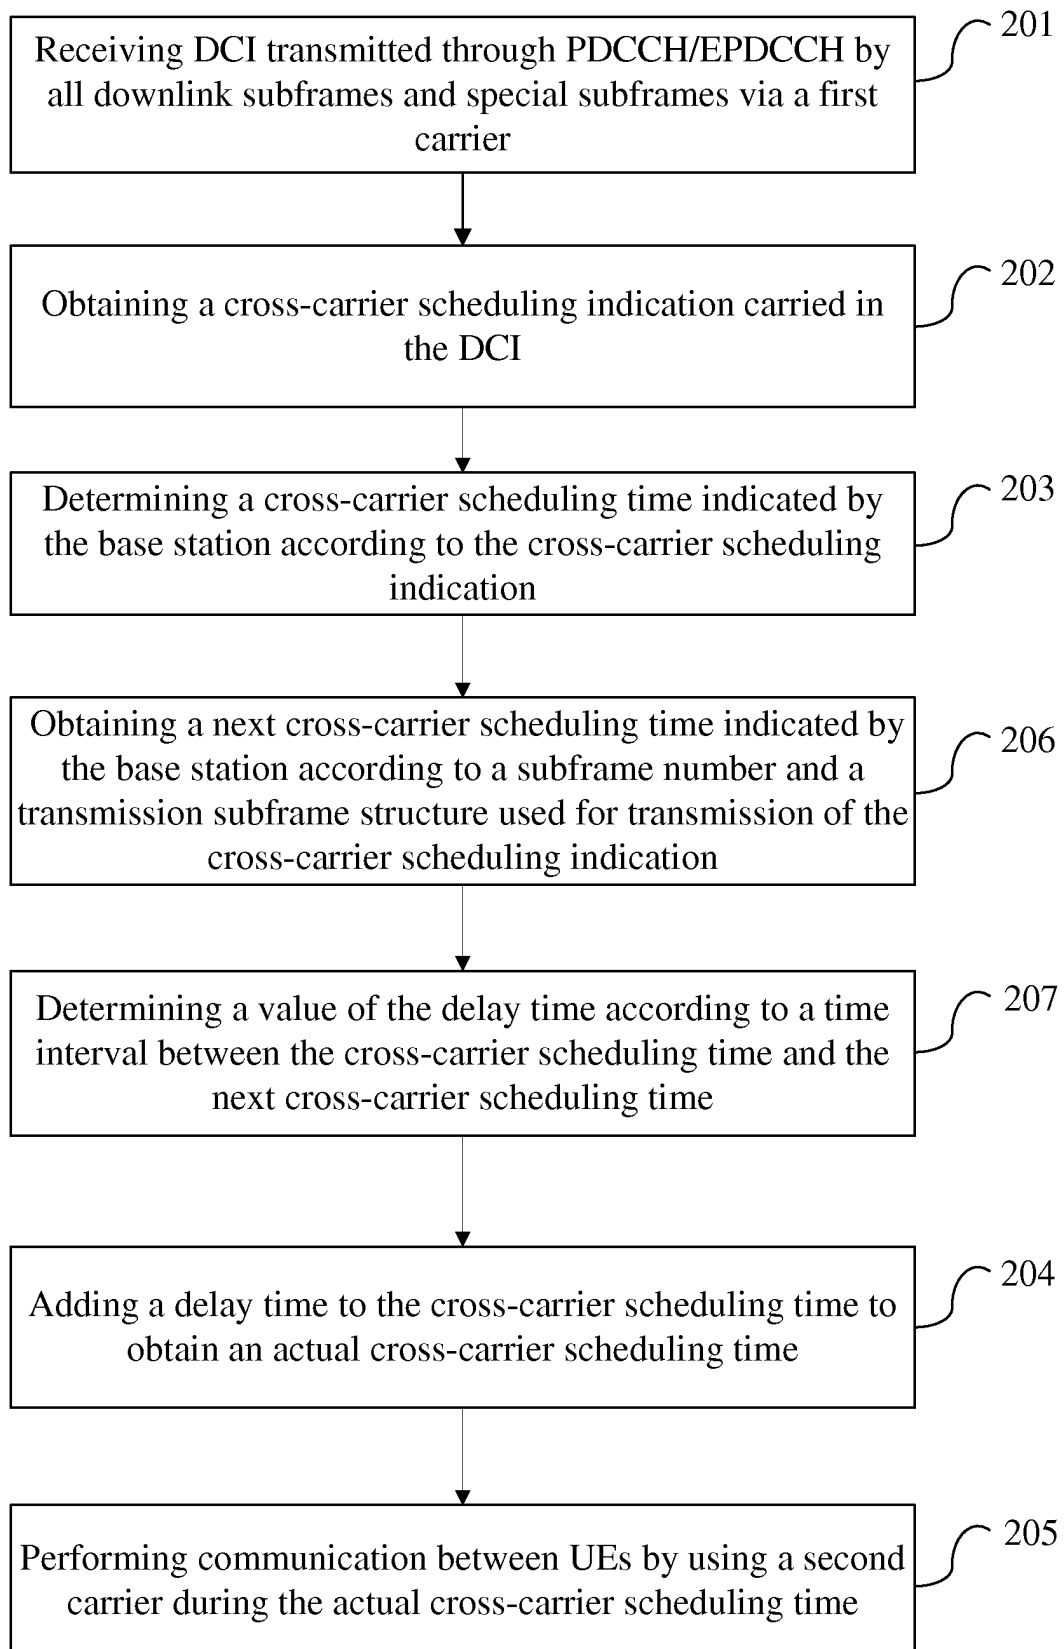 Receiving DCI transmitted through PDCCH/EPDCCH by
all downlink subframes and special subframes via a first
carrier
201
Obtaining a cross-carrier scheduling indication carried in
the DCI
202
Determining a cross-carrier scheduling time indicated by
the base station according to the cross-carrier scheduling
indication
203
Obtaining a next cross-carrier scheduling time indicated by
the base station according to a subframe number and a
transmission subframe structure used for transmission of the
cross-carrier scheduling indication
206
Determining a value of the delay time according to a time
interval between the cross-carrier scheduling time and the
next cross-carrier scheduling time
207
Adding a delay time to the cross-carrier scheduling time to
obtain an actual cross-carrier scheduling time
204
Performing communication between UEs by using a second
carrier during the actual cross-carrier scheduling time
205